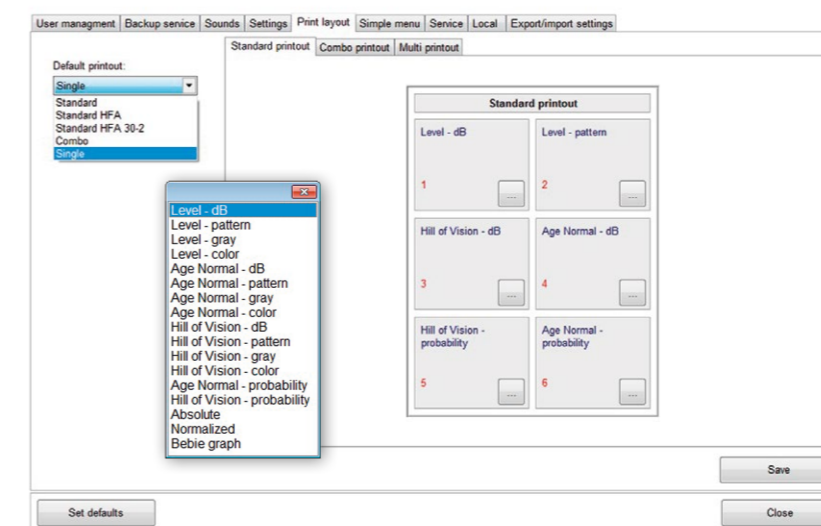 User managment Backup service Sounds Settings Print layout Simple menu Service Local Export/import settings
Standard printout Combo printout Multi printout
Default printout:
Single
Standard
Standard HFA
Standard HFA 30-2
Combo
Single
Level - dB
Level - pattern
Level - gray
Level - color
Age Normal - dB
Age Normal - pattern
Age Normal - gray
Age Normal - color
Hill of Vision - dB
Hill of Vision - pattern
Hill of Vision - gray
Hill of Vision - color
Age Normal - probability
Hill of Vision - probability
Absolute
Normalized
Bebie graph
Standard printout
Level - dB
1
...
Level - pattern
2
...
Hill of Vision - dB
3
...
Age Normal - dB
4
...
Hill of Vision -
probability
5
...
Age Normal -
probability
6
...
Save
Set defaults
Close